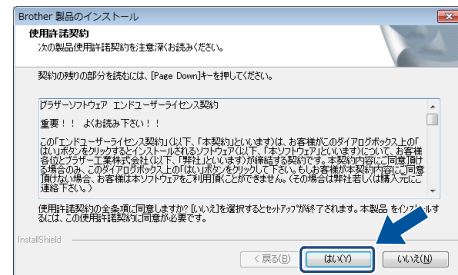 Brother 製品のインストール
使用許諾契約
次の製品使用許諾契約を注意深くお読みください。
契約の残りの部分を読むには、[Page Down]キーを押してください。
ブラザーソフトウェア エンドユーザーライセンス契約
重要！！ よくお読み下さい！！
この「エンドユーザーライセンス契約」(以下、「本契約」といいます)は、お客様がこのダイアログボックス上の「
はい」ボタンをクリックするとインストールされるソフトウェア(以下、「本ソフトウェア」といいます)について、お客様
各位とブラザー工業株式会社(以下、「弊社」といいます)が締結する契約です。本契約内容にご同意頂け
る場合のみ、このダイアログボックス上の「はい」ボタンをクリックして下さい。もしお客様が本契約内容にご同意
頂けない場合、お客様は本ソフトウェアをご利用頂くことができません。(その場合は弊社若しくは購入元にご
連絡下さい。)
使用許諾契約の全条項に同意しますか? [いいえ]を選択するとセットアップが終了されます。本製品 をインストールす
るには、この使用許諾契約に同意が必要です。
InstallShield
< 戻る(B)
はい(Y)
いいえ(N)